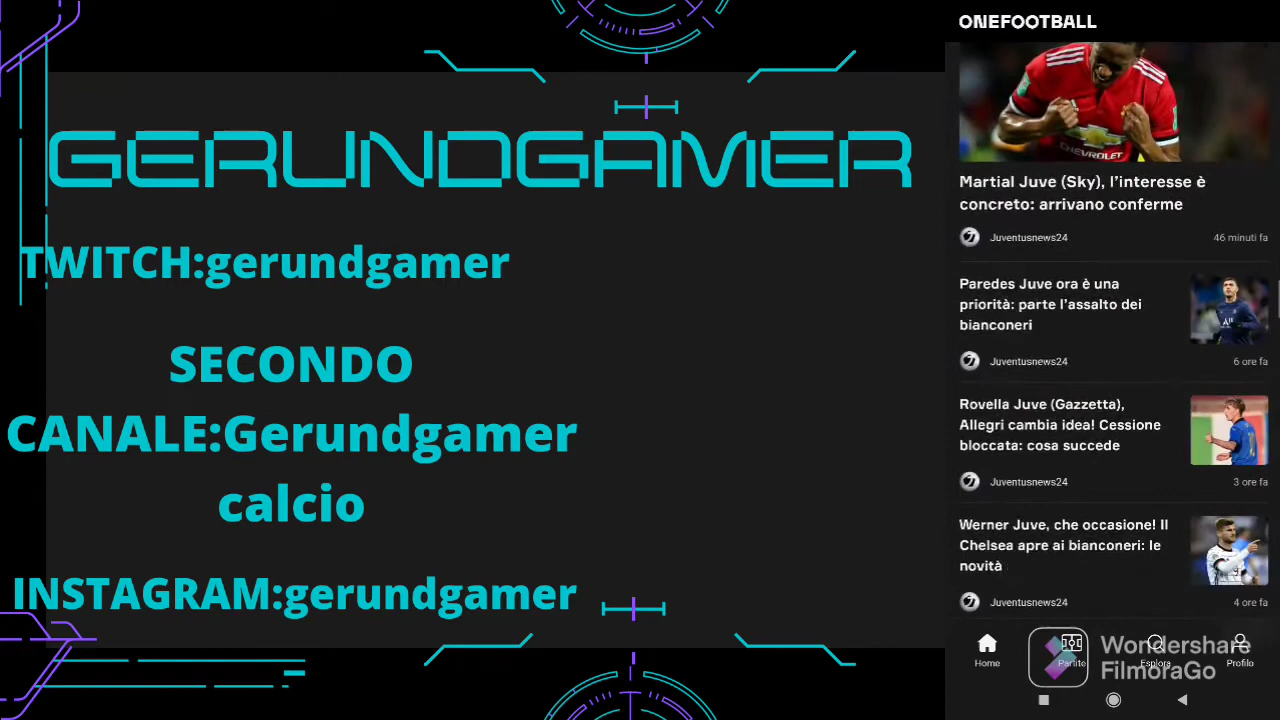 GERUNDGAMER
TWITCH:gerundgamer
SECONDO
CANALE:Gerundgamer
calcio
INSTAGRAM:gerundgamer
ONEFOOTBALL
CHEVROLET
Martial Juve (Sky), l’interesse è
concreto: arrivano conferme
Juventusnews24
46 minuti fa
Paredes Juve ora è una
priorità: parte l’assalto dei
bianconeri
Juventusnews24
6 ore fa
Rovella Juve (Gazzetta),
Allegri cambia idea! Cessione
bloccata: cosa succede
Juventusnews24
3 ore fa
Werner Juve, che occasione! Il
Chelsea apre ai bianconeri: le
novità
Juventusnews24
4 ore fa
Home
Partite
Esplora
Profilo
Wondershare
FilmoraGo